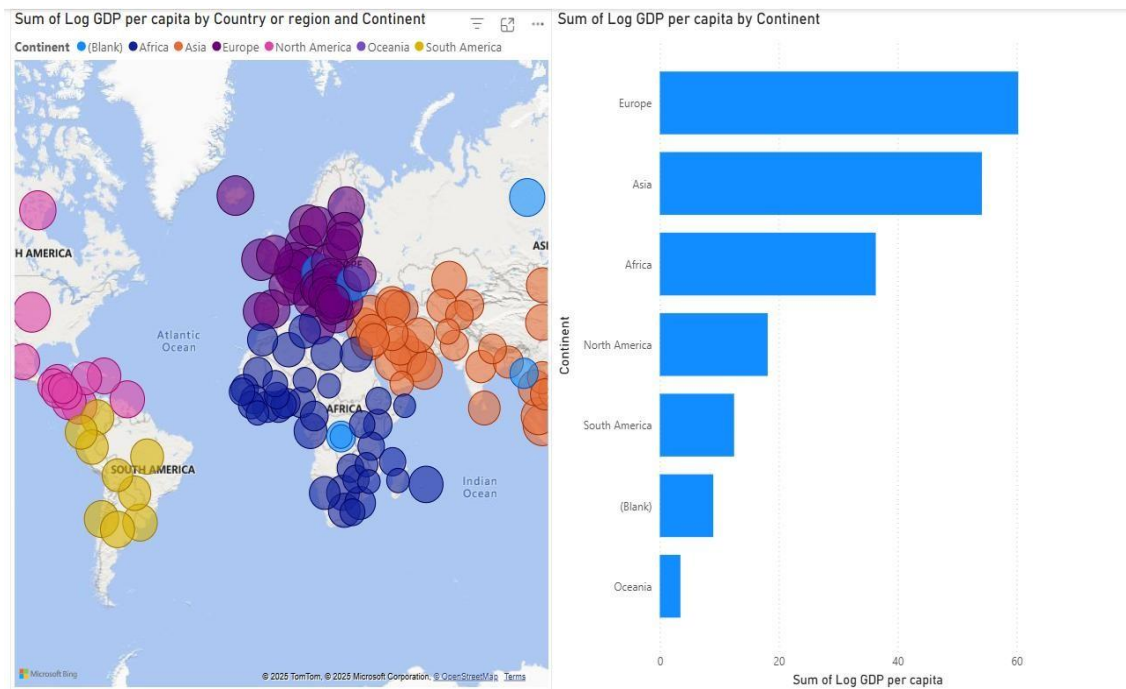 Sum of Log GDP per capita by Country or region and Continent
Continent (Blank) Africa Asia Europe North America Oceania South America
H AMERICA
ASI
PE
Atlantic
Ocean
AFRICA
SOUTH AMERICA
Indian
Ocean
Microsoft Bing
© 2025 TomTom, © 2025 Microsoft Corporation, © OpenStreetMap Terms
Sum of Log GDP per capita by Continent
Continent
Europe
Asia
Africa
North America
South America
(Blank)
Oceania
0 20 40 60
Sum of Log GDP per capita